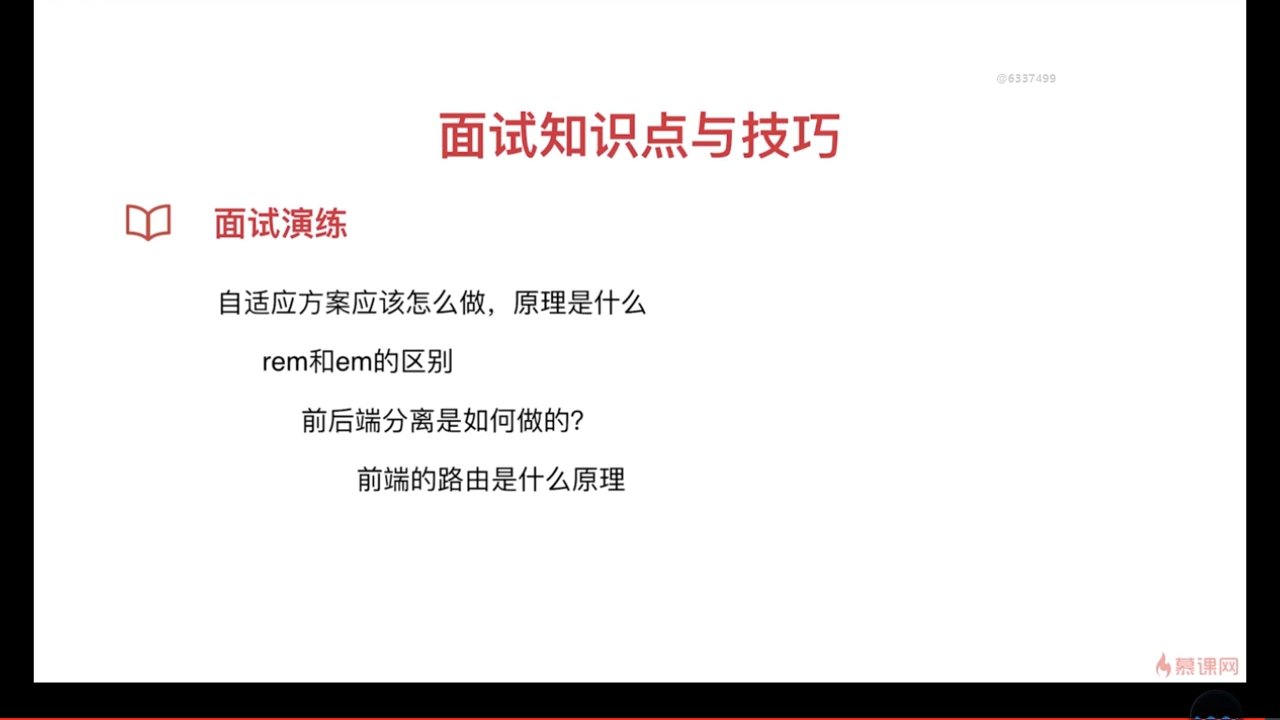 @6337499
面试知识点与技巧
面试演练
自适应方案应该怎么做，原理是什么
rem和em的区别
前后端分离是如何做的?
前端的路由是什么原理
慕课网